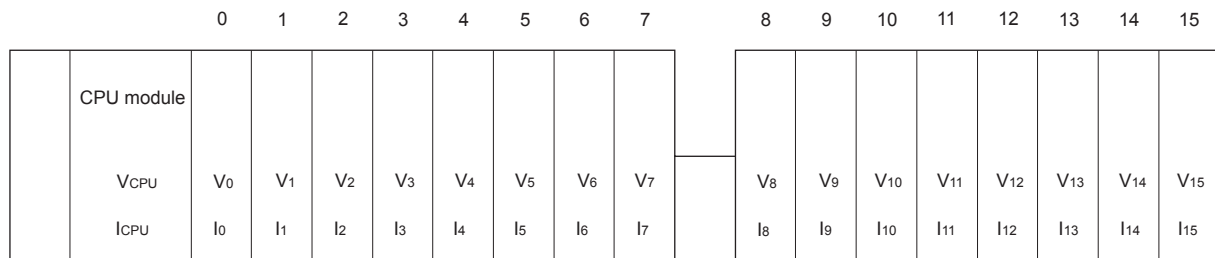 0 1 2 3 4 5 6 7 8 9 10 11 12 13 14 15
CPU module
VCPU V0 V1 V2 V3 V4 V5 V6 V7 V8 V9 V10 V11 V12 V13 V14 V15
ICPU I0 I1 I2 I3 I4 I5 I6 I7 I8 I9 I10 I11 I12 I13 I14 I15